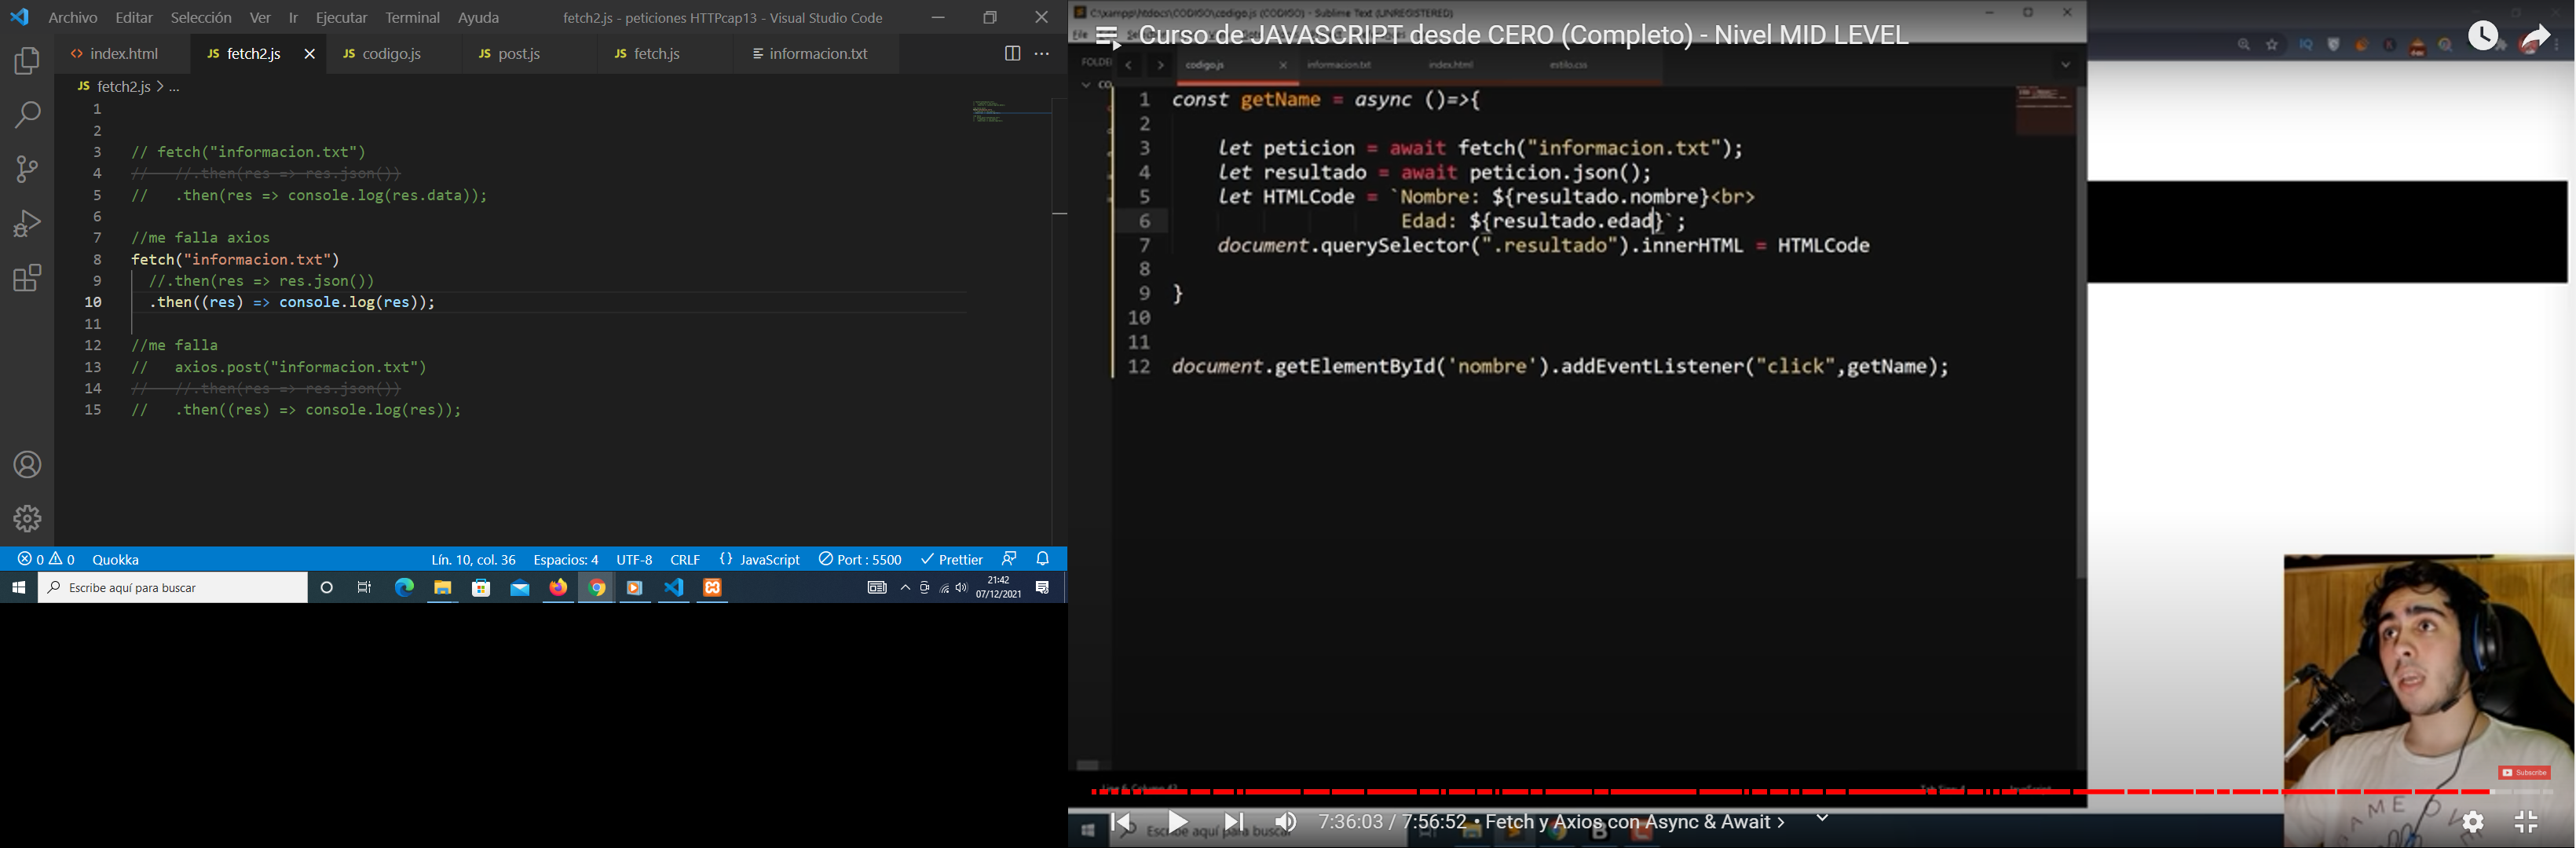 Archivo Editar Selección Ver Ir Ejecutar Terminal Ayuda
fetch2.js - peticiones HTTPcap13 - Visual Studio Code
<> index.html
JS fetch2.js
JS codigo.js
JS post.js
JS fetch.js
informacion.txt
JS fetch2.js > ...
1
2
3 // fetch("informacion.txt")
4 // //.then(res => res.json())
5 // .then(res => console.log(res.data));
6
7 //me falla axios
8 fetch("informacion.txt")
9 //.then(res => res.json())
10 .then((res) => console.log(res));
11
12 //me falla
13 // axios.post("informacion.txt")
14 // //.then(res => res.json())
15 // .then((res) => console.log(res));
0 0 Quokka
Lín. 10, col. 36 Espacios: 4 UTF-8 CRLF {} JavaScript Port : 5500 Prettier
Escribe aquí para buscar
21:42
07/12/2021
C:\xampp\htdocs\CODIGO\codigo.js (CODIGO) - Sublime Text (UNREGISTERED)
Curso de JAVASCRIPT desde CERO (Completo) - Nivel MID LEVEL
codigo.js
informacion.txt
index.html
estilo.css
1 const getName = async ()=>{
2
3 let peticion = await fetch("informacion.txt");
4 let resultado = await peticion.json();
5 let HTMLCode = `Nombre: ${resultado.nombre}<br>
6 Edad: ${resultado.edad}`;
7 document.querySelector(".resultado").innerHTML = HTMLCode
8
9 }
10
11
12 document.getElementById('nombre').addEventListener("click",getName);
Subscribe
7:36:03 / 7:56:52 • Fetch y Axios con Async & Await >
Escribe aquí para buscar